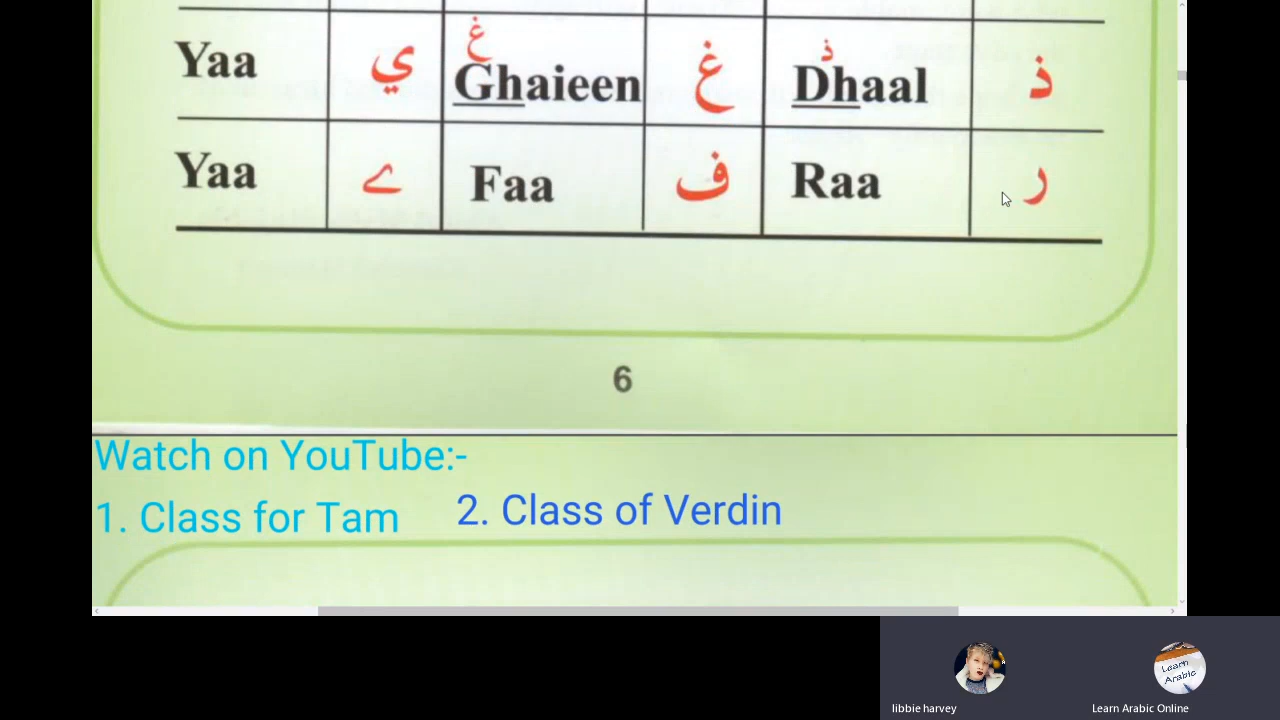 Yaa ي غ Ghaieen غ ذ Dhaal ذ
Yaa ے Faa ف Raa ر
6
Watch on YouTube:-
1. Class for Tam 2. Class of Verdin
Learn Arabic
libbie harvey Learn Arabic Online